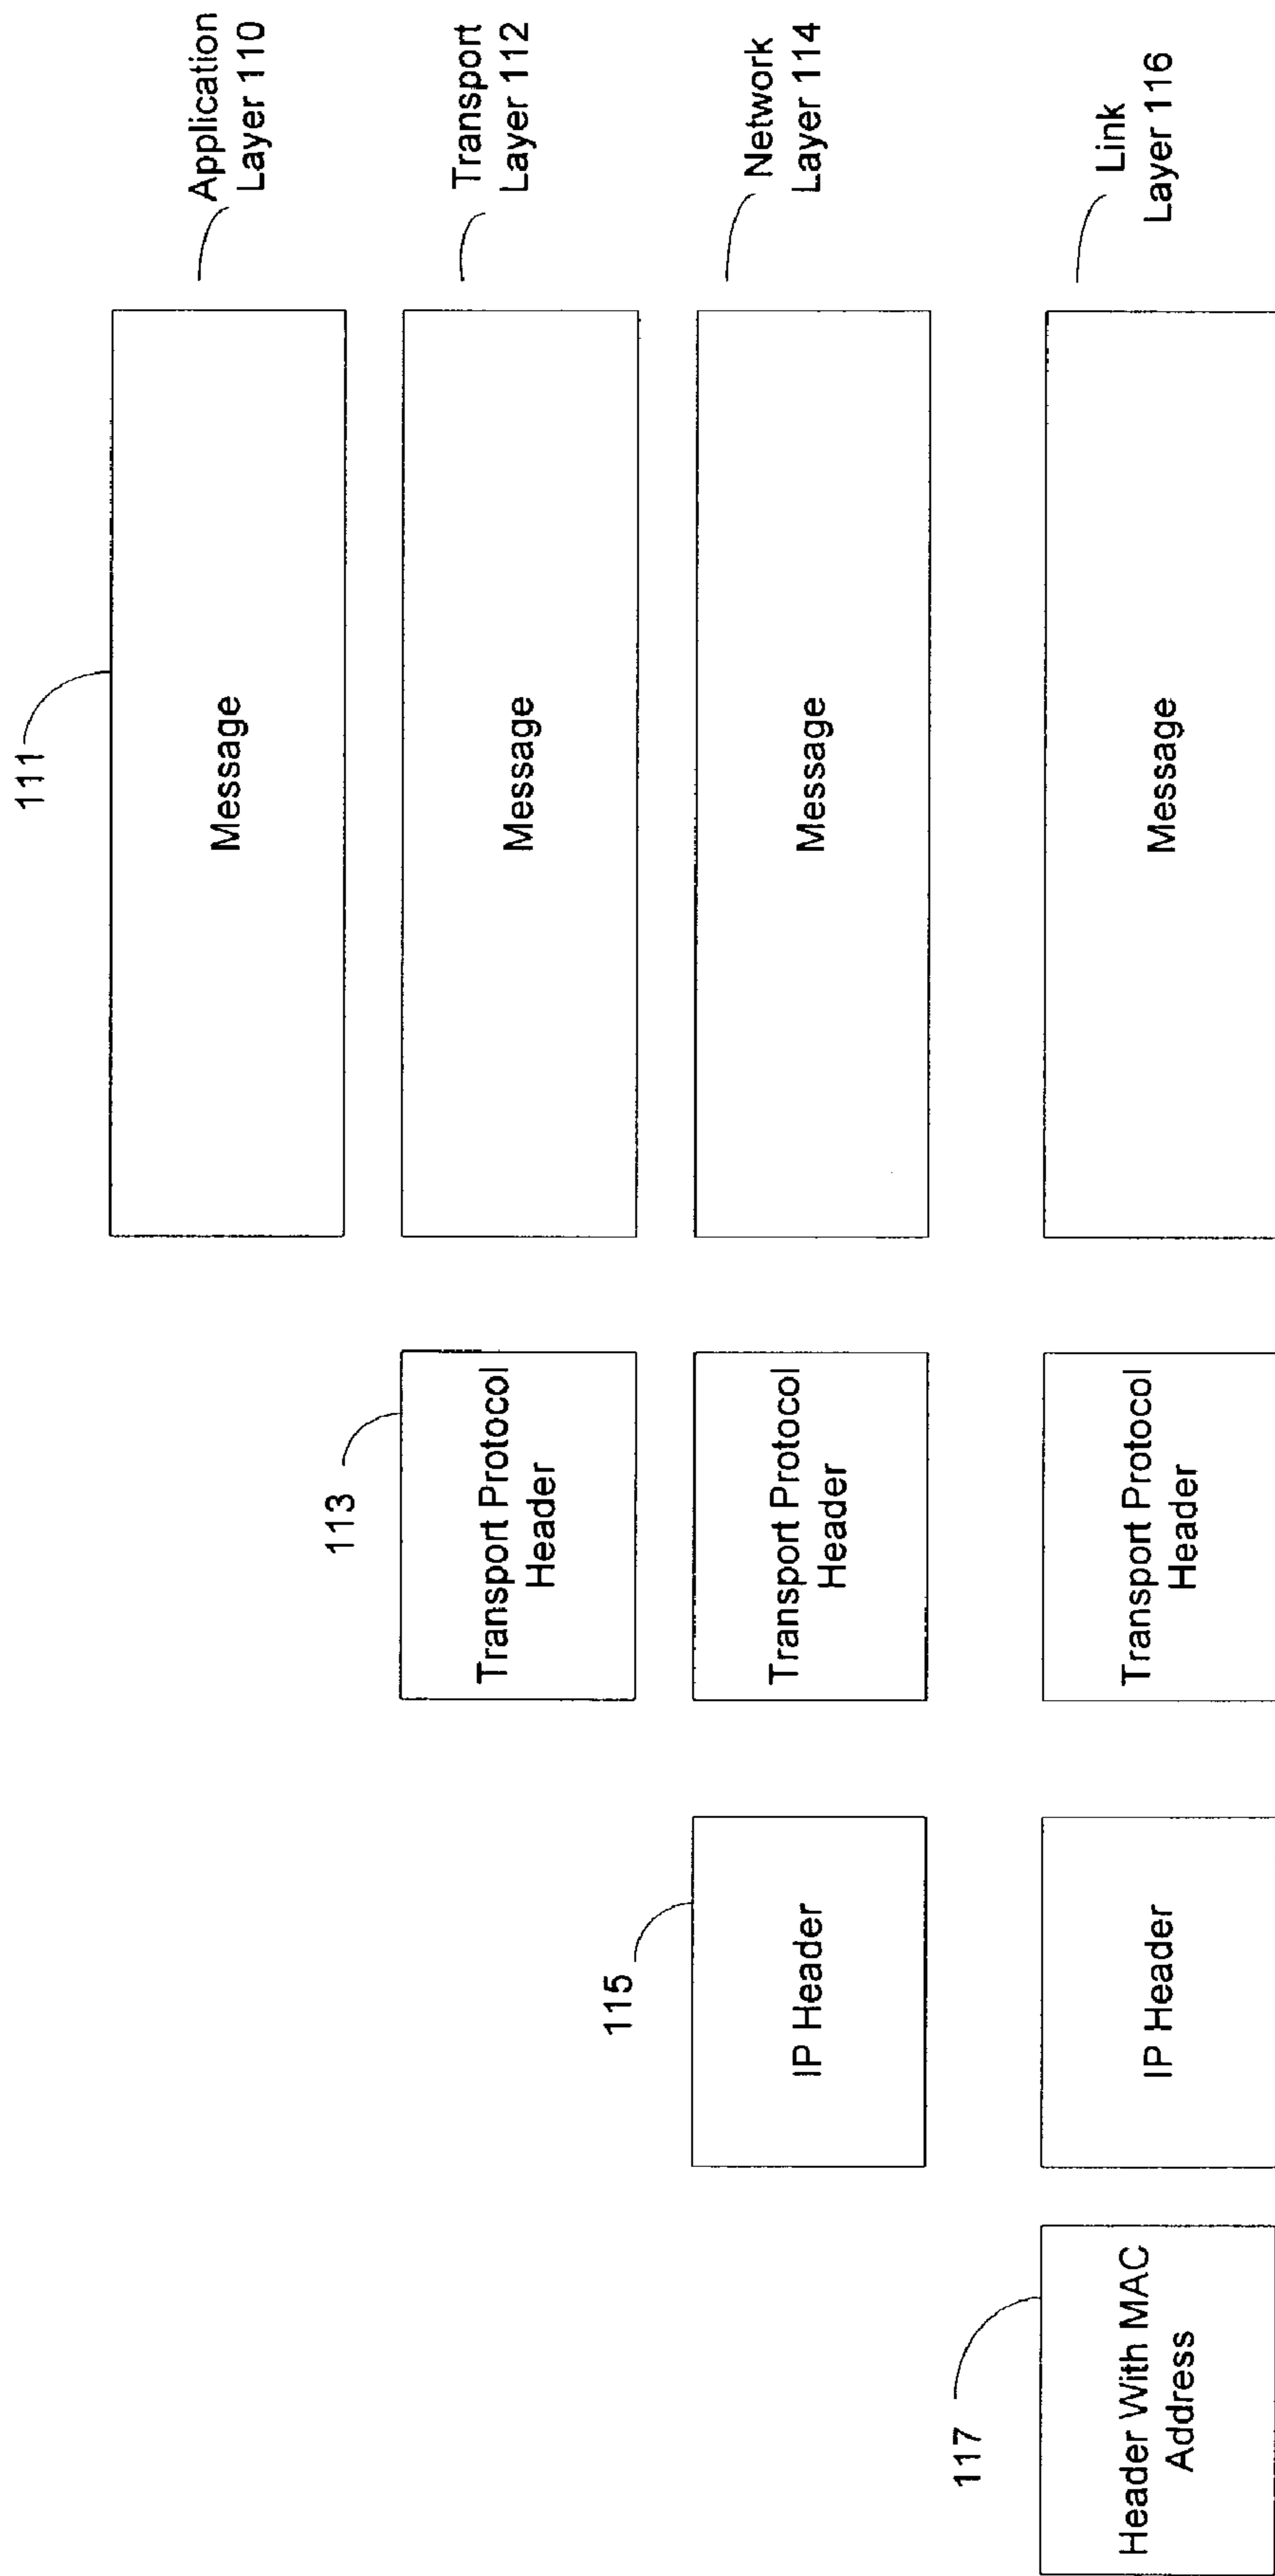 111
Message
Application
Layer 110
113
Transport Protocol
Header
Message
Transport
Layer 112
115
IP Header
Transport Protocol
Header
Message
Network
Layer 114
117
Header With MAC
Address
IP Header
Transport Protocol
Header
Message
Link
Layer 116